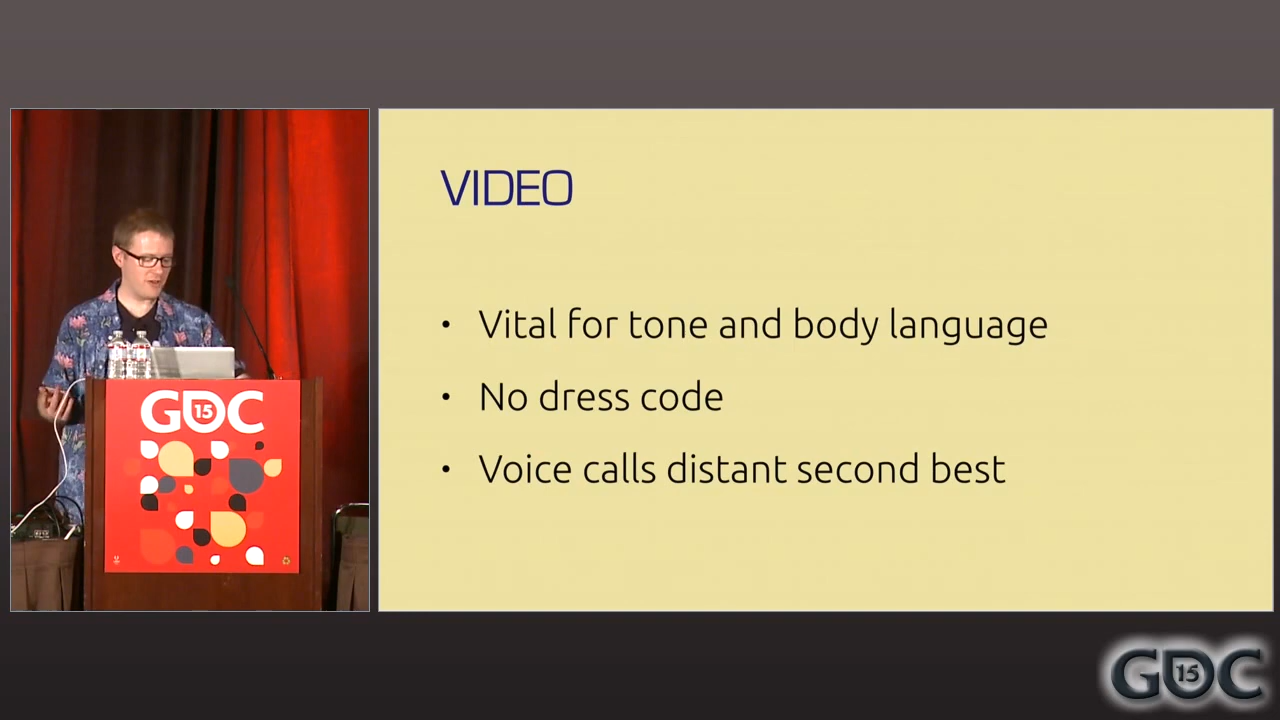 VIDEO
• Vital for tone and body language
• No dress code
• Voice calls distant second best
GDC 15
GDC 15